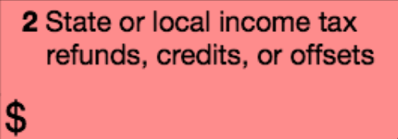 2 State or local income tax
refunds, credits, or offsets
$